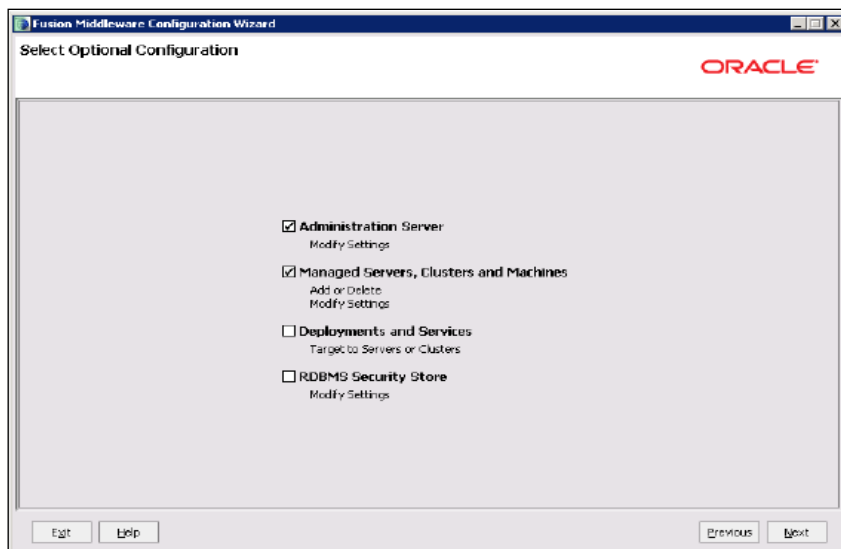 Fusion Middleware Configuration Wizard
Select Optional Configuration
ORACLE
Administration Server
Modify Settings
Managed Servers, Clusters and Machines
Add or Delete
Modify Settings
Deployments and Services
Target to Servers or Clusters
RDBMS Security Store
Modify Settings
Exit Help Previous Next